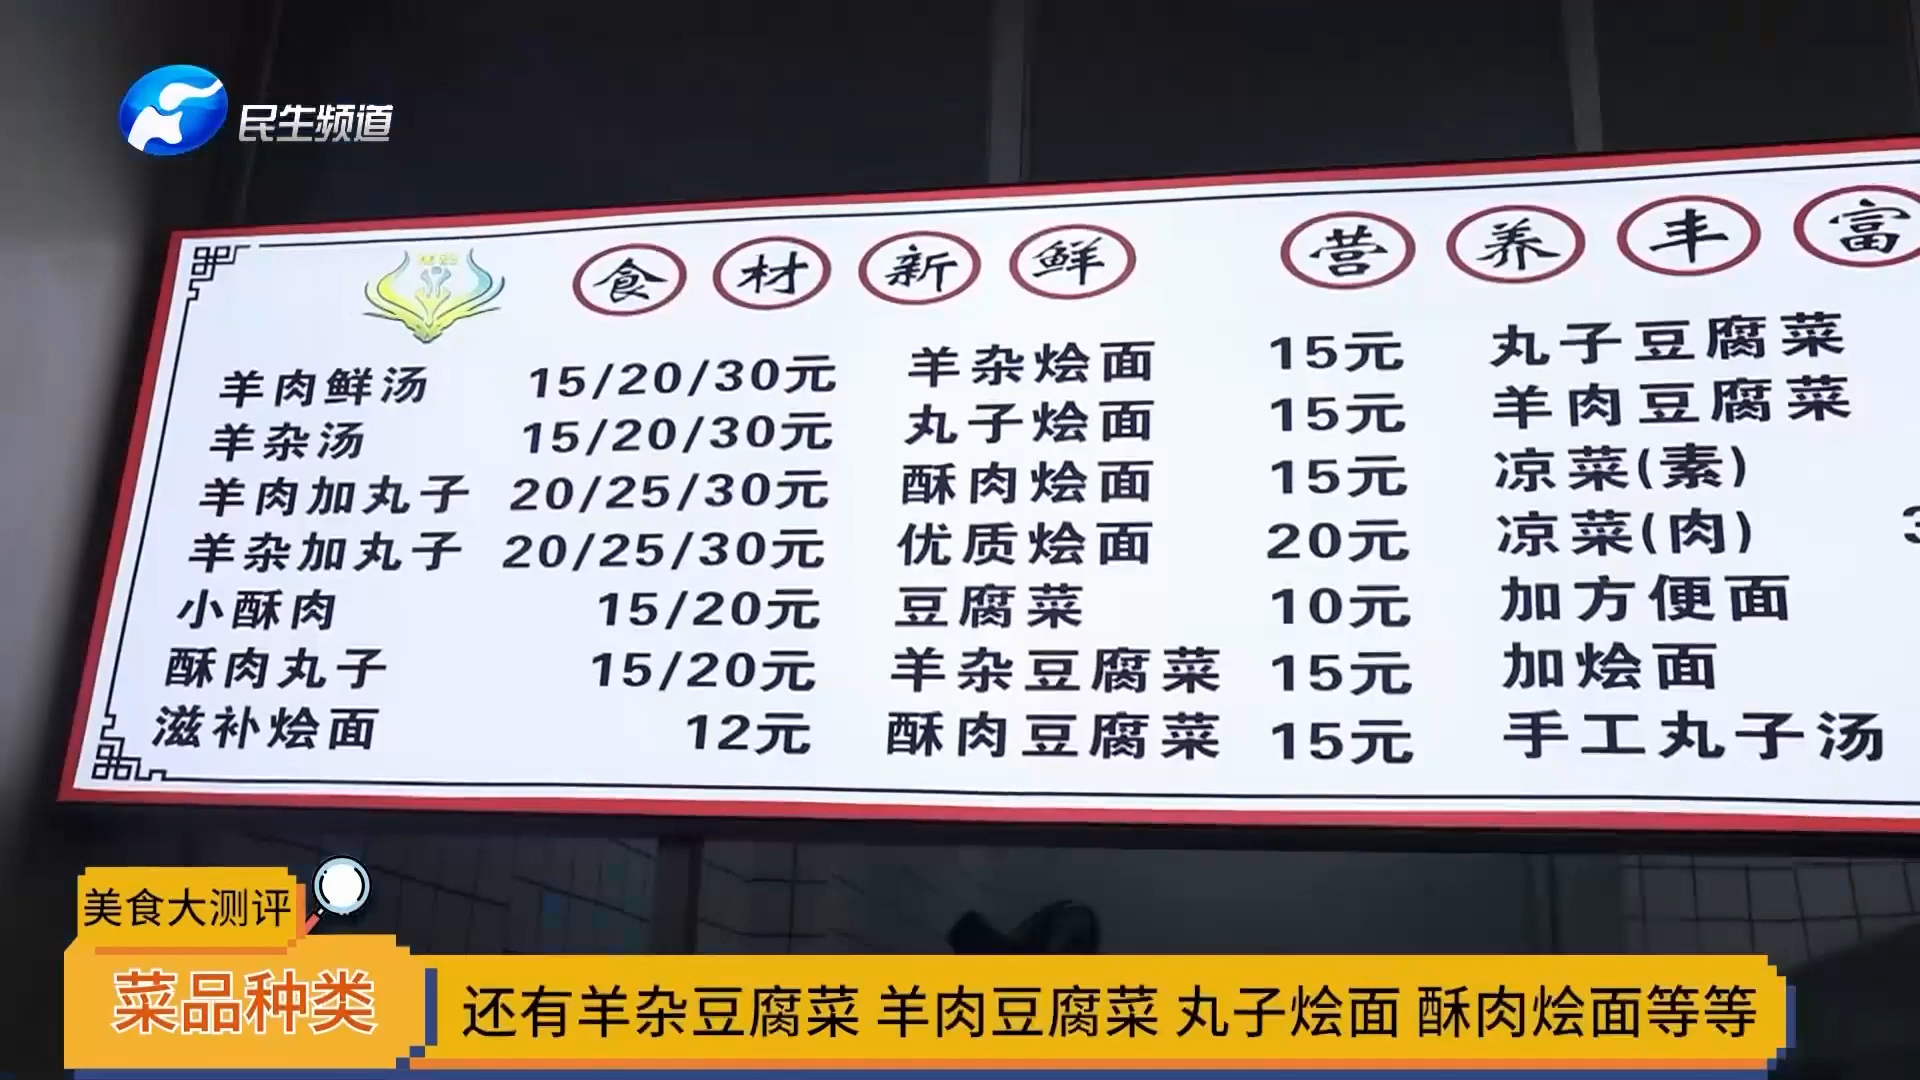 民生频道
食材新鲜 营养丰富
羊肉鲜汤 15/20/30元
羊杂汤 15/20/30元
羊肉加丸子 20/25/30元
羊杂加丸子 20/25/30元
小酥肉 15/20元
酥肉丸子 15/20元
滋补烩面 12元
羊杂烩面 15元
丸子烩面 15元
酥肉烩面 15元
优质烩面 20元
豆腐菜 10元
羊杂豆腐菜 15元
酥肉豆腐菜 15元
丸子豆腐菜
羊肉豆腐菜
凉菜(素)
凉菜(肉)
加方便面
加烩面
手工丸子汤
美食大测评
菜品种类
还有羊杂豆腐菜 羊肉豆腐菜 丸子烩面 酥肉烩面等等